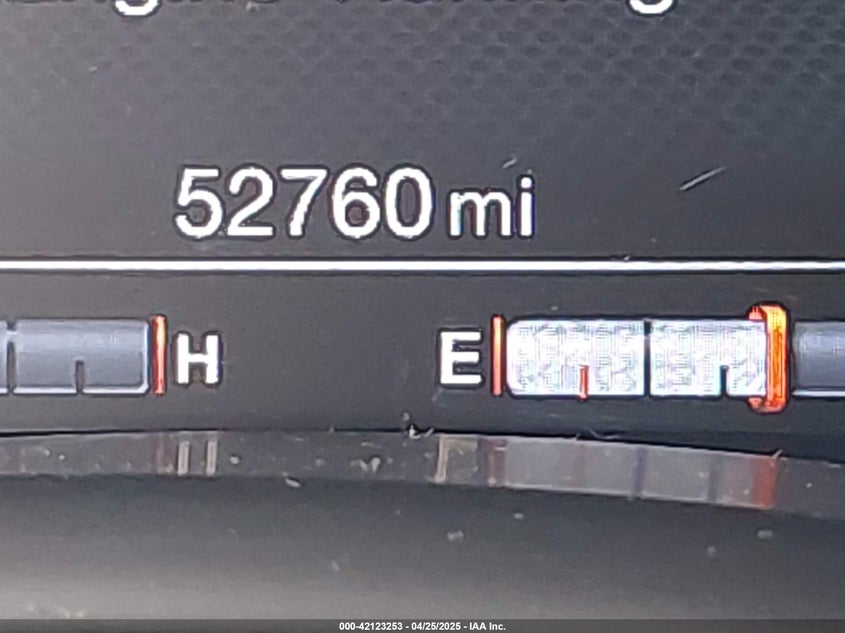 52760 mi
H
E
000-42123253 - 04/25/2025 - IAA Inc.